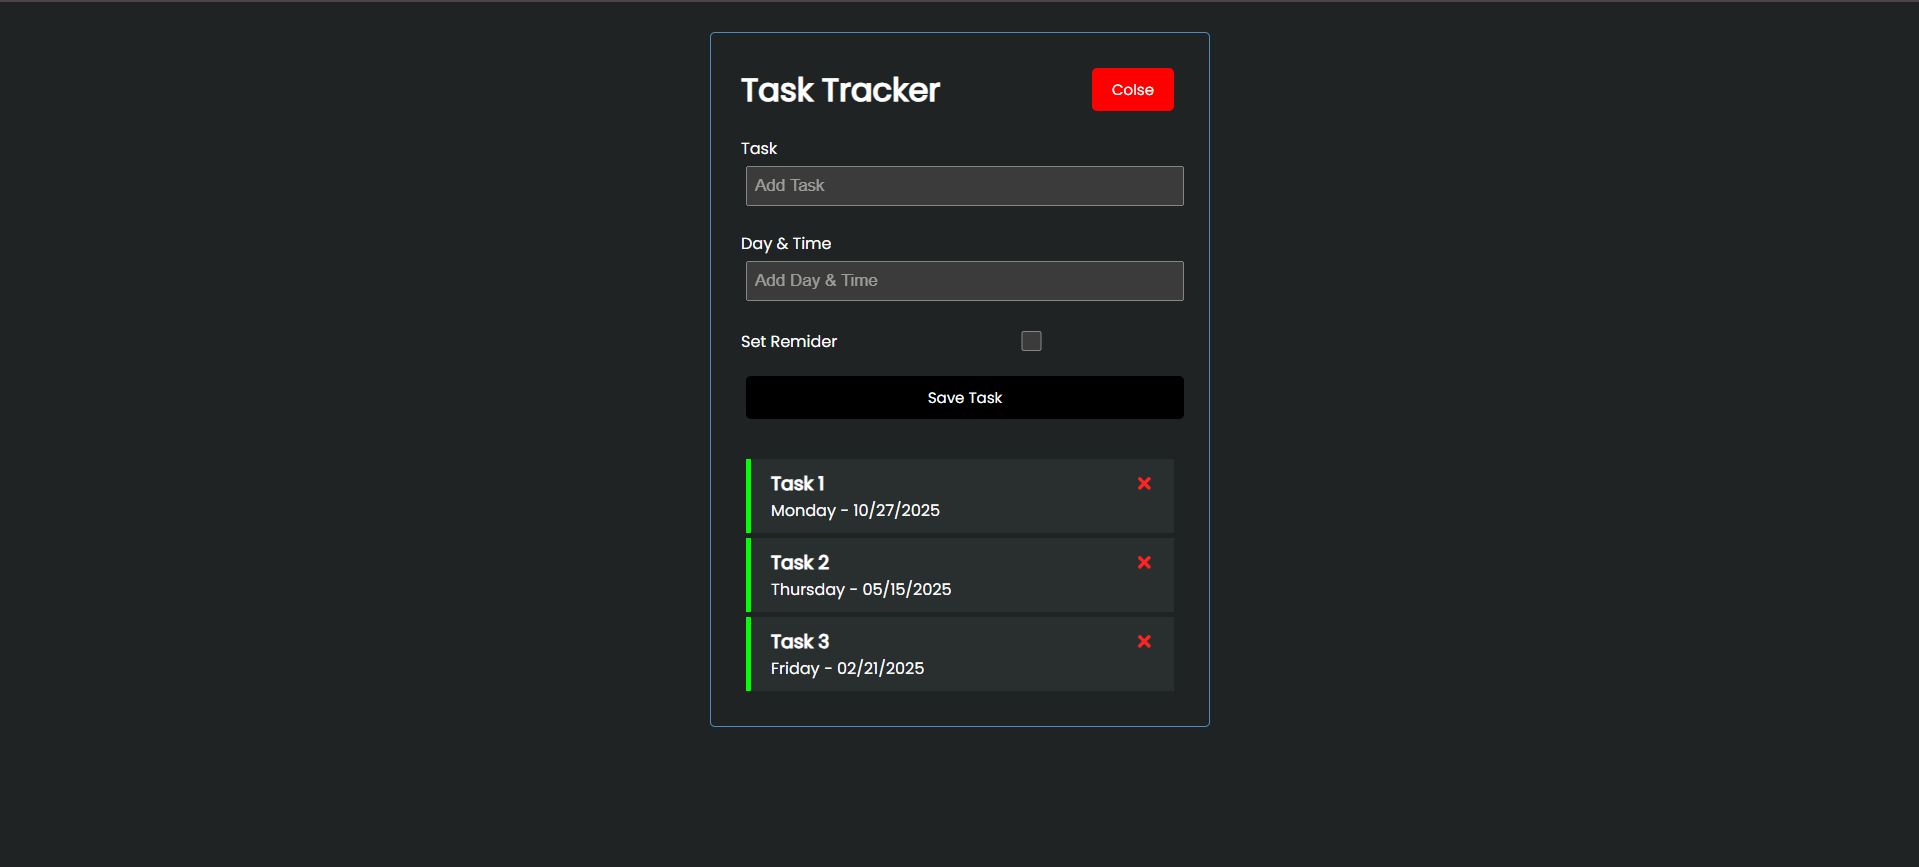 Task Tracker
Colse
Task
Add Task
Day & Time
Add Day & Time
Set Remider
Save Task
Task 1
Monday - 10/27/2025
Task 2
Thursday - 05/15/2025
Task 3
Friday - 02/21/2025